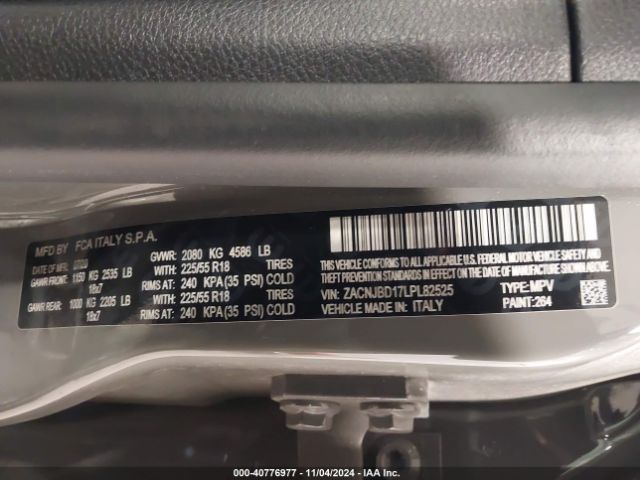 MFD BY FCA ITALY S.P.A.
DATE OF MFD:
GVWR: 2080 KG 4586 LB
GAWR FRONT: 1150 KG 2535 LB WITH 225/55 R18 TIRES
18x7 RIMS AT: 240 KPA (35 PSI) COLD
GAWR REAR: 1000 KG 2205 LB WITH 225/55 R18 TIRES
18x7 RIMS AT: 240 KPA (35 PSI) COLD
THIS VEHICLE CONFORMS TO ALL APPLICABLE U.S.A. FEDERAL MOTOR
VEHICLE SAFETY, BUMPER, AND THEFT PREVENTION STANDARDS
IN EFFECT ON THE DATE OF MANUFACTURE SHOWN ABOVE.
VIN: ZACNJBD17LPL82525 TYPE: MPV
VEHICLE MADE IN: ITALY PAINT: 264
000-40776977 - 11/04/2024 - IAA Inc.